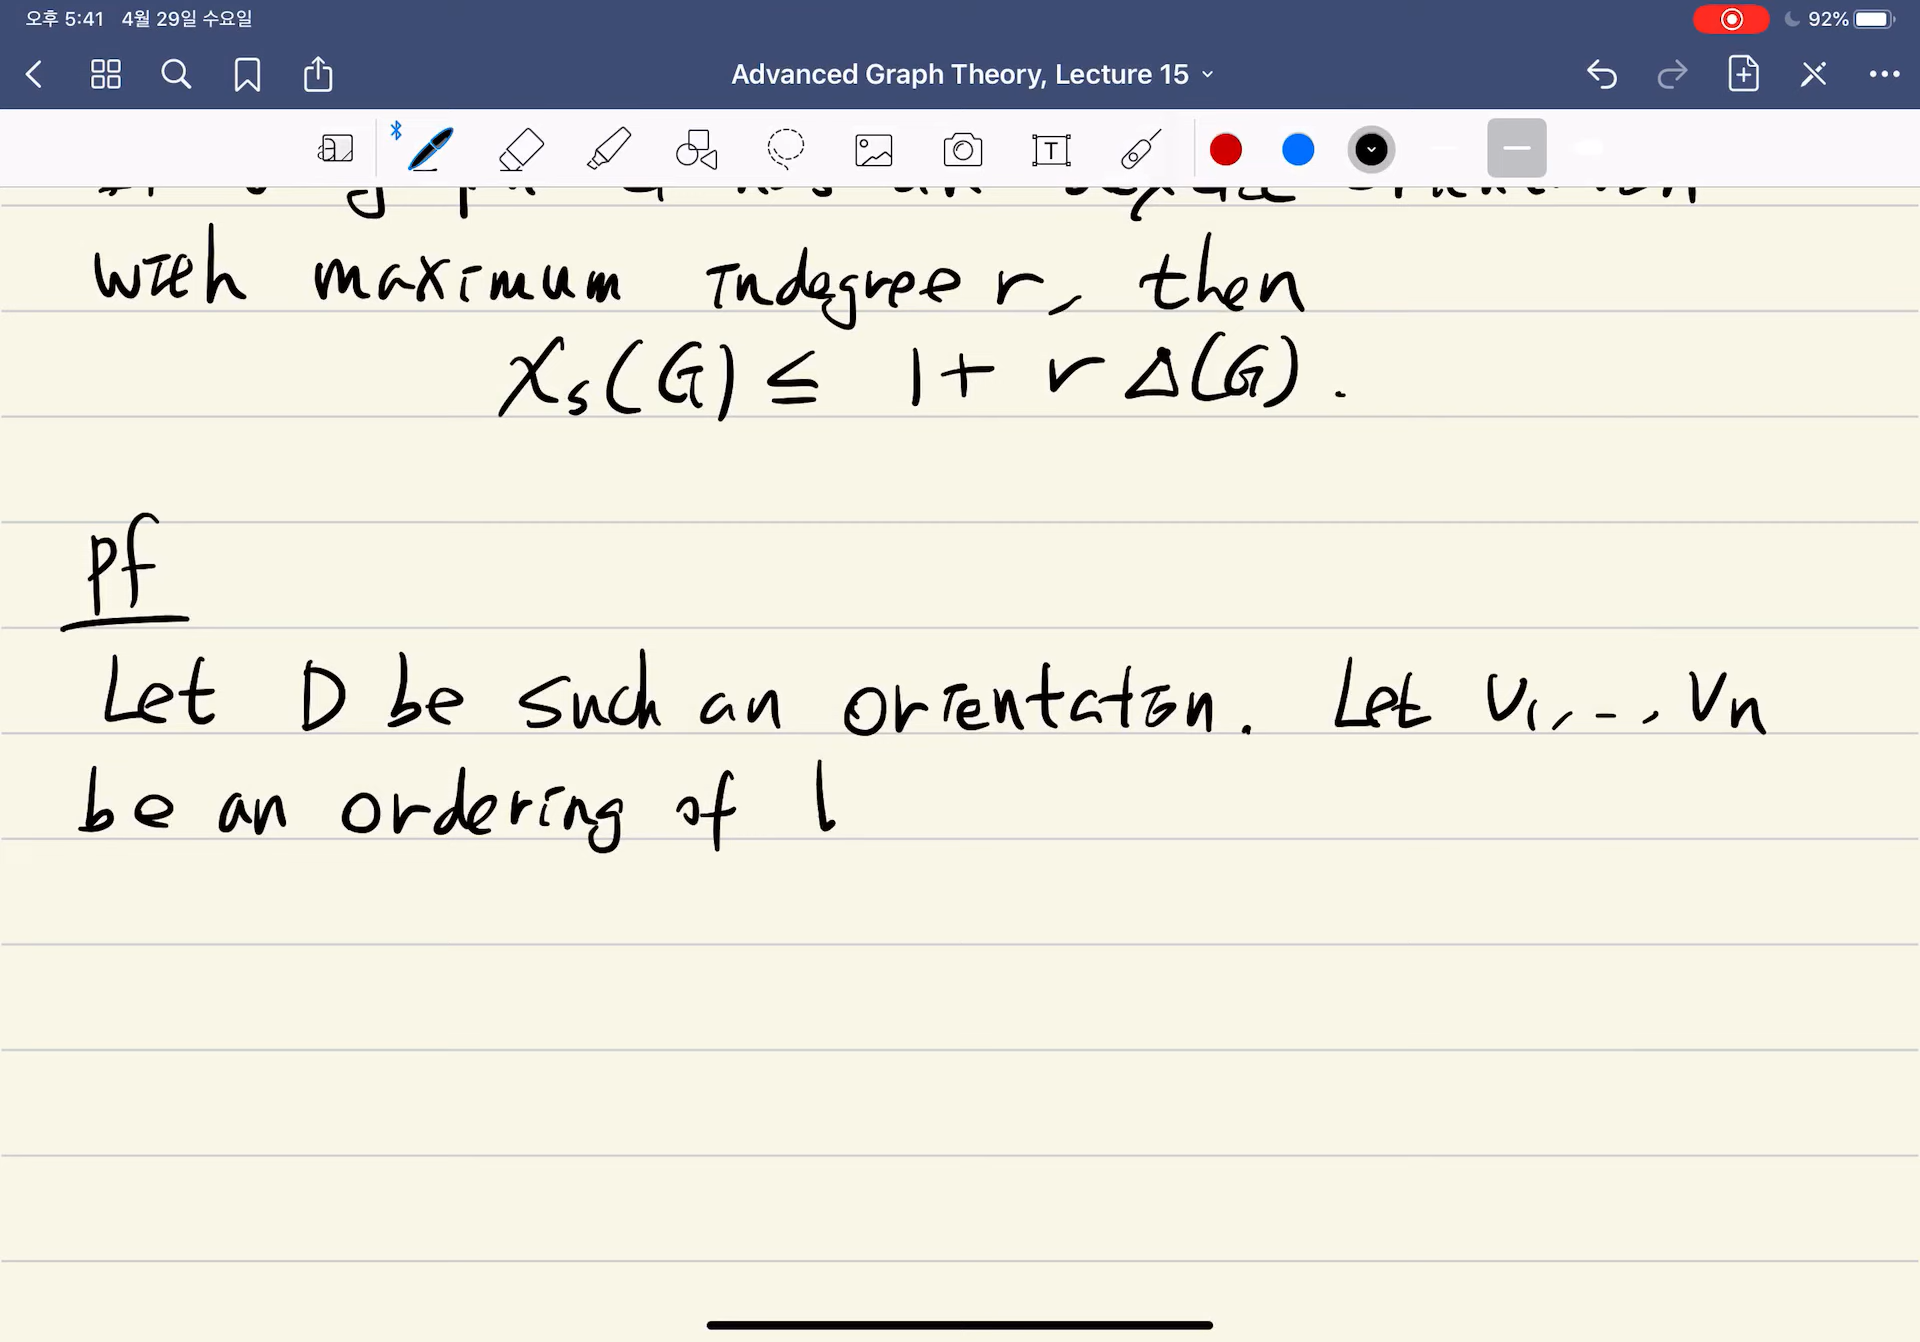 오후 5:41 4월 29일 수요일 92%
Advanced Graph Theory, Lecture 15
with maximum indegree r, then
χs(G) ≤ 1 + r Δ(G).
pf
Let D be such an orientation. Let v1, -- , vn
be an ordering of